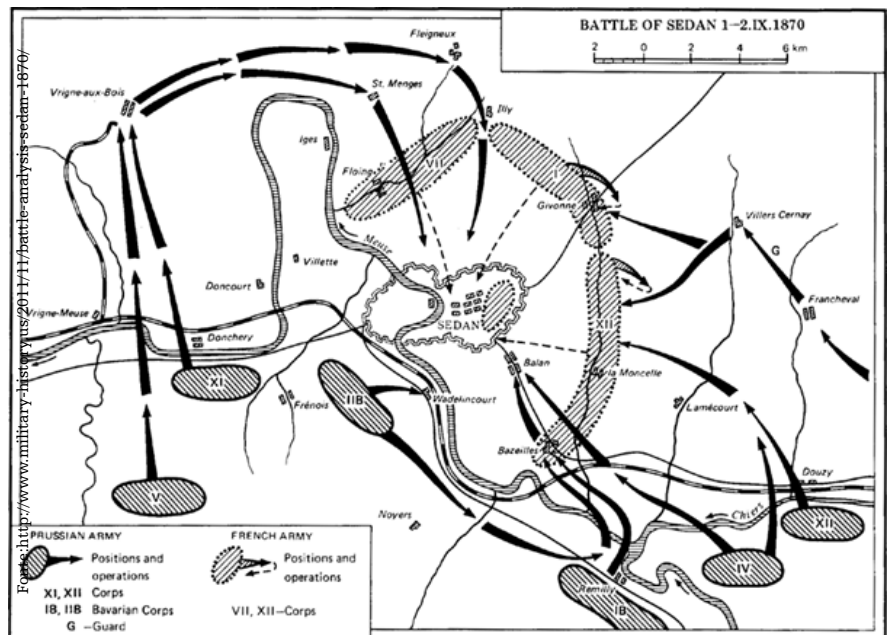 BATTLE OF SEDAN 1–2.IX.1870
2 0 2 4 6 km
Fleigneux
Vrigne-aux-Bois
St. Menges
Illy
Iges
VII
I
Floing
Givonne
Villers Cernay
Meuse
G
Villette
Doncourt
Francheval
Vrigne-Meuse
SEDAN
XII
Donchery
Balan
la Moncelle
XI
IIB
Wadelincourt
Frénois
Lamécourt
Bazeilles
Douzy
V
Noyers
Chiers
XII
IV
Remilly
IB
PRUSSIAN ARMY
Positions and
operations
XI, XII Corps
IB, IIB Bavarian Corps
G –Guard
FRENCH ARMY
Positions and
operations
VII, XII–Corps
Fonte:http://www.military-history.us/2011/11/battle-analysis-sedan-1870/